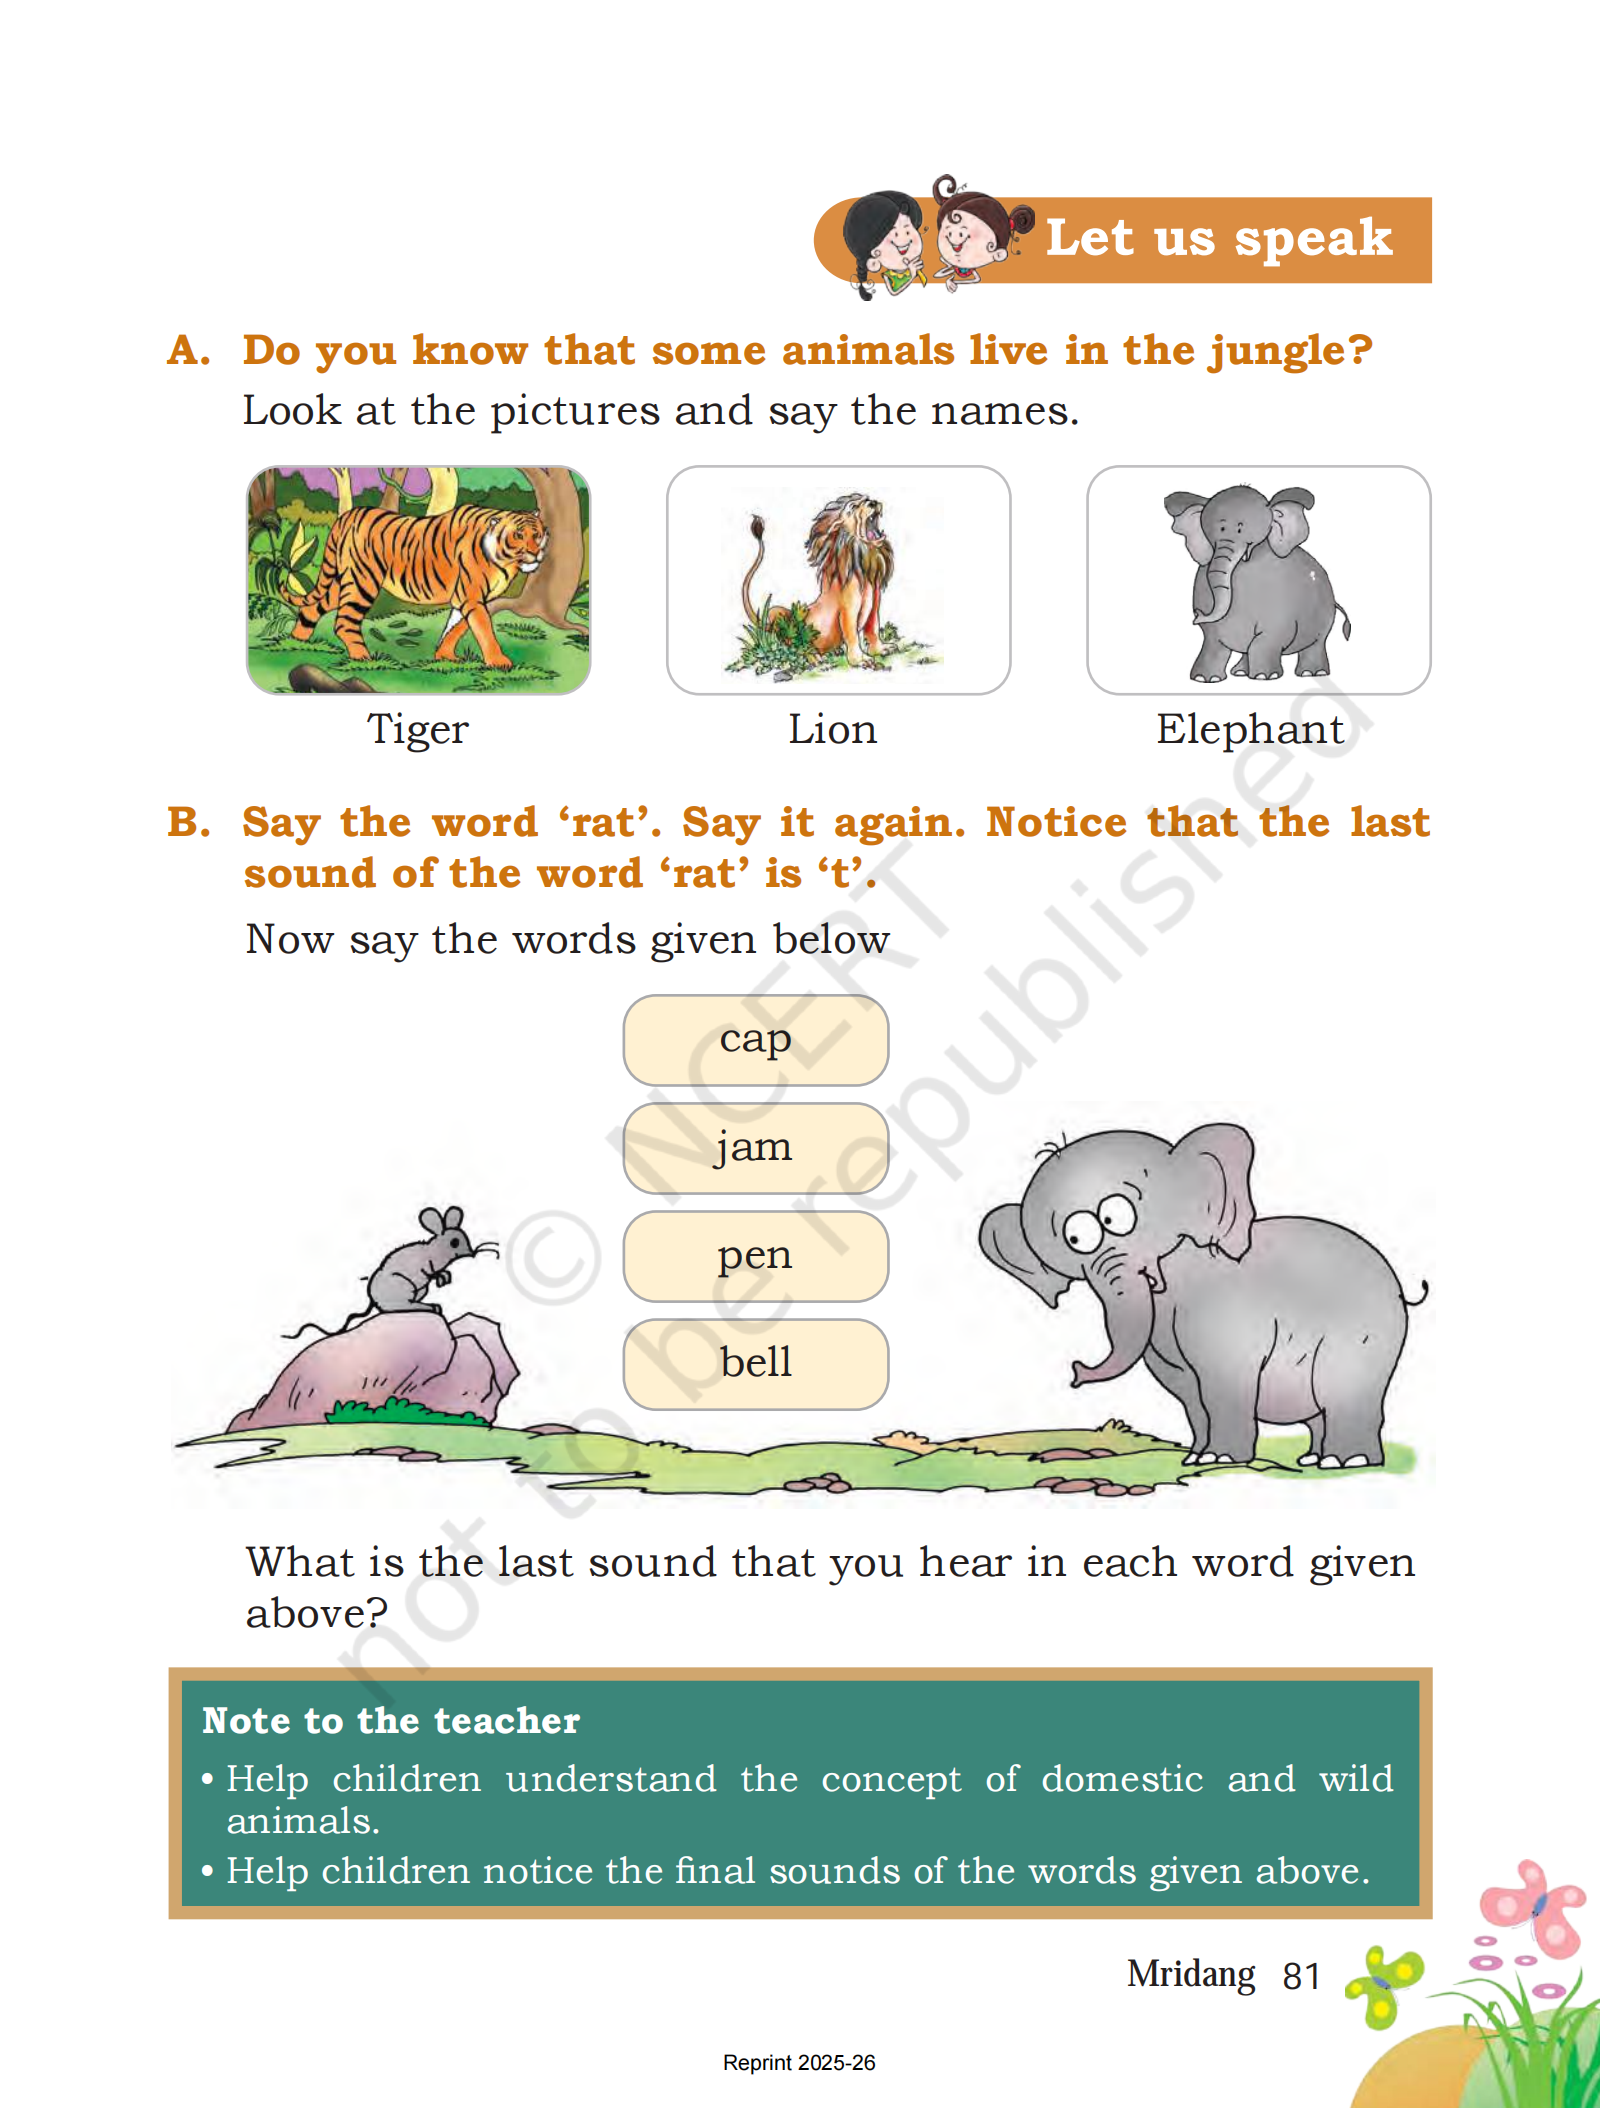 Let us speak
A. Do you know that some animals live in the jungle?
Look at the pictures and say the names.
Tiger Lion Elephant
B. Say the word ‘rat’. Say it again. Notice that the last
sound of the word ‘rat’ is ‘t’.
Now say the words given below
cap
jam
pen
bell
What is the last sound that you hear in each word given
above?
Note to the teacher
• Help children understand the concept of domestic and wild
animals.
• Help children notice the final sounds of the words given above.
Mridang 81
Reprint 2025-26
© NCERT
not to be republished